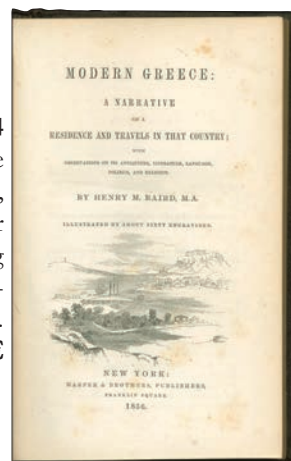 MODERN GREECE:
A NARRATIVE
OF A
RESIDENCE AND TRAVELS IN THAT COUNTRY;
WITH
OBSERVATIONS ON ITS ANTIQUITIES, LITERATURE, LANGUAGE,
POLITICS, AND RELIGION.
BY HENRY M. BAIRD, M.A.
ILLUSTRATED BY ABOUT SIXTY ENGRAVINGS.
NEW YORK:
HARPER & BROTHERS, PUBLISHERS,
FRANKLIN SQUARE.
1856.